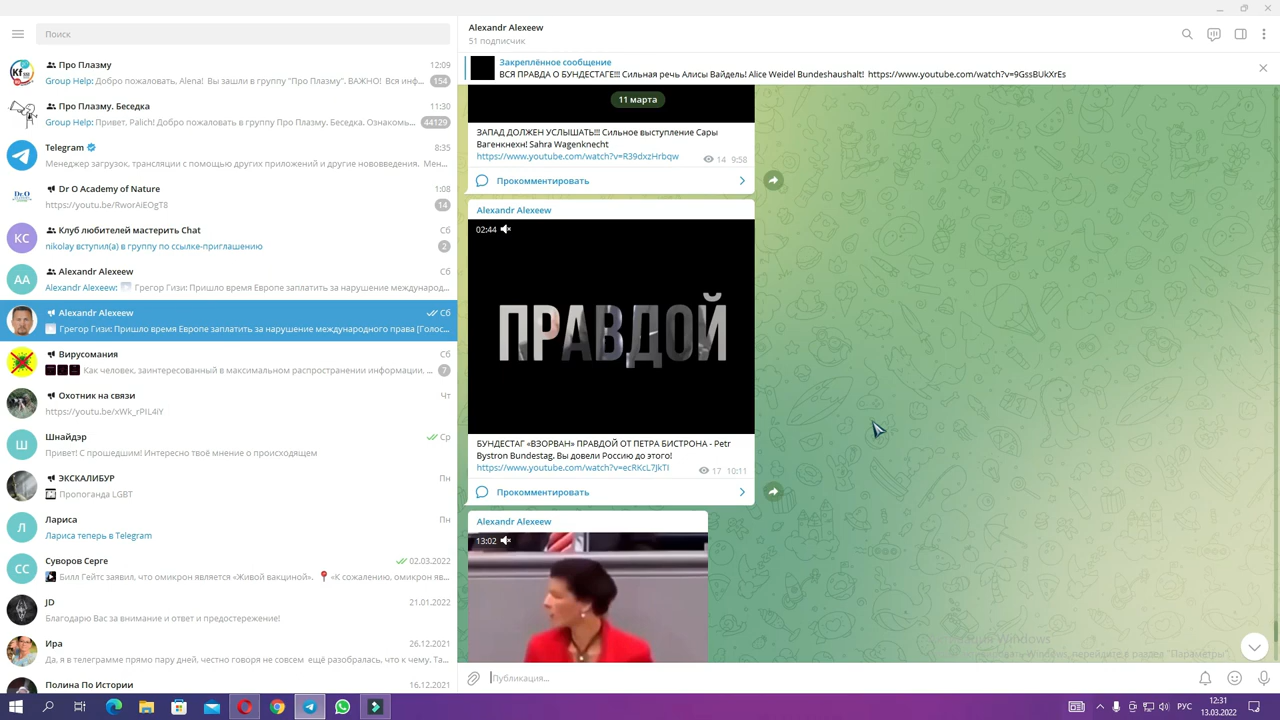 Поиск
Про Плазму
12:09
Group Help: Добро пожаловать, Alena! Вы зашли в группу "Про Плазму". ВАЖНО! Вся инф...
154
Про Плазму. Беседка
11:30
Group Help: Привет, Palich! Добро пожаловать в группу Про Плазму. Беседка. Ознакомь...
44129
Telegram
8:35
Менеджер загрузок, трансляции с помощью других приложений и другие нововведения. Мен...
Dr O Academy of Nature
1:08
https://youtu.be/RworAiEOgT8
14
КС
Клуб любителей мастерить Chat
Сб
nikolay вступил(а) в группу по ссылке-приглашению
2
АА
Alexandr Alexeew
Сб
Alexandr Alexeew: Грегор Гизи: Пришло время Европе заплатить за нарушение международ...
Alexandr Alexeew
Сб
Грегор Гизи: Пришло время Европе заплатить за нарушение международного права [Голос...
Вирусомания
Сб
Как человек, заинтересованный в максимальном распространении информации, ...
7
Охотник на связи
Чт
https://youtu.be/xWk_rPIL4iY
Ш
Шнайдэр
Ср
Привет! С прошедшим! Интересно твоё мнение о происходящем
ЭКСКАЛИБУР
Пн
Пропоганда LGBT
Л
Лариса
Пн
Лариса теперь в Telegram
СС
Суворов Серге
02.03.2022
Билл Гейтс заявил, что омикрон является «Живой вакциной». «К сожалению, омикрон яв...
JD
21.01.2022
Благодарю Вас за внимание и ответ и предостережение!
Ира
26.12.2021
Да, я в телеграмме прямо пару дней, честно говоря не совсем ещё разобралась, что к чему. Та...
Полина По Истории
16.12.2021
Alexandr Alexeew
51 подписчик
Закреплённое сообщение
ВСЯ ПРАВДА О БУНДЕСТАГЕ!!! Сильная речь Алисы Вайдель! Alice Weidel Bundeshaushalt! https://www.youtube.com/watch?v=9GssBUkXrEs
11 марта
ЗАПАД ДОЛЖЕН УСЛЫШАТЬ!!! Сильное выступление Сары
Вагенкнехн! Sahra Wagenknecht
https://www.youtube.com/watch?v=R39dxzHrbqw
14 9:58
Прокомментировать
Alexandr Alexeew
02:44
ПРАВДОЙ
БУНДЕСТАГ «ВЗОРВАН» ПРАВДОЙ ОТ ПЕТРА БИСТРОНА - Petr
Bystron Bundestag, Вы довели Россию до этого!
https://www.youtube.com/watch?v=ecRKcL7JkTI
17 10:11
Прокомментировать
Alexandr Alexeew
13:02
Публикация...
РУС
12:31
13.03.2022